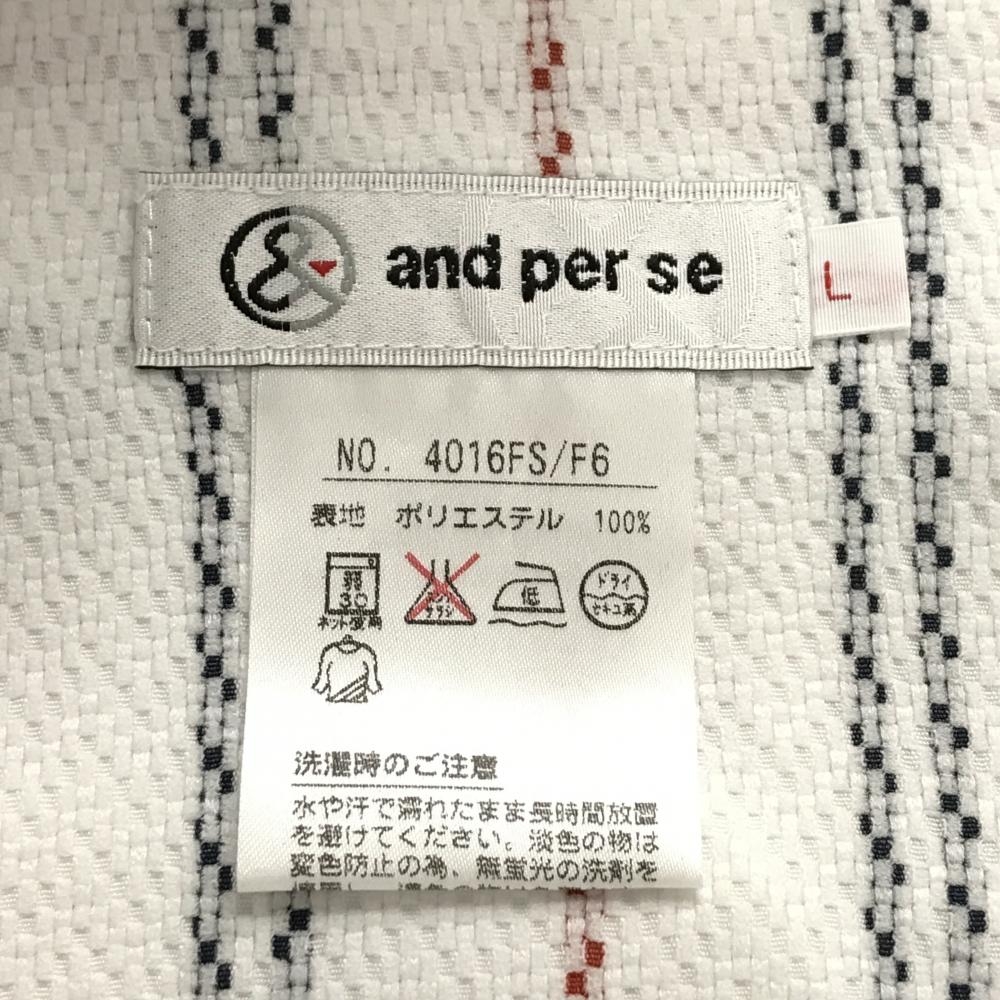 and per se
L
NO. 4016FS/F6
表地 ポリエステル 100%
弱
30
ネット使用
サラシ
低
ドライ
セキユ系
洗濯時のご注意
水や汗で濡れたまま長時間放置
を避けてください。淡色の物は
変色防止の為、無蛍光の洗剤を